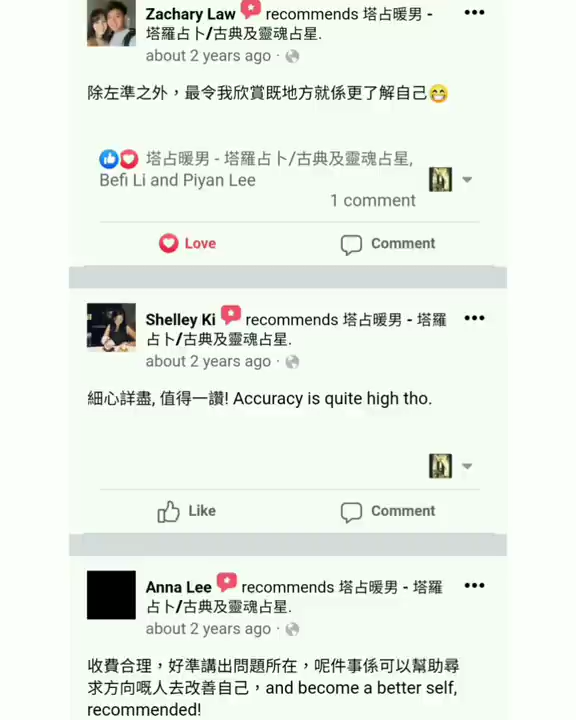 Zachary Law recommends 塔占暖男 -
塔羅占卜/古典及靈魂占星.
about 2 years ago ·
除左準之外，最令我欣賞既地方就係更了解自己😁
塔占暖男 - 塔羅占卜/古典及靈魂占星,
Befi Li and Piyan Lee
1 comment
Love Comment
Shelley Ki recommends 塔占暖男 - 塔羅
占卜/古典及靈魂占星.
about 2 years ago ·
細心詳盡, 值得一讚! Accuracy is quite high tho.
Like Comment
Anna Lee recommends 塔占暖男 - 塔羅
占卜/古典及靈魂占星.
about 2 years ago ·
收費合理，好準講出問題所在，呢件事係可以幫助尋
求方向嘅人去改善自己，and become a better self,
recommended!